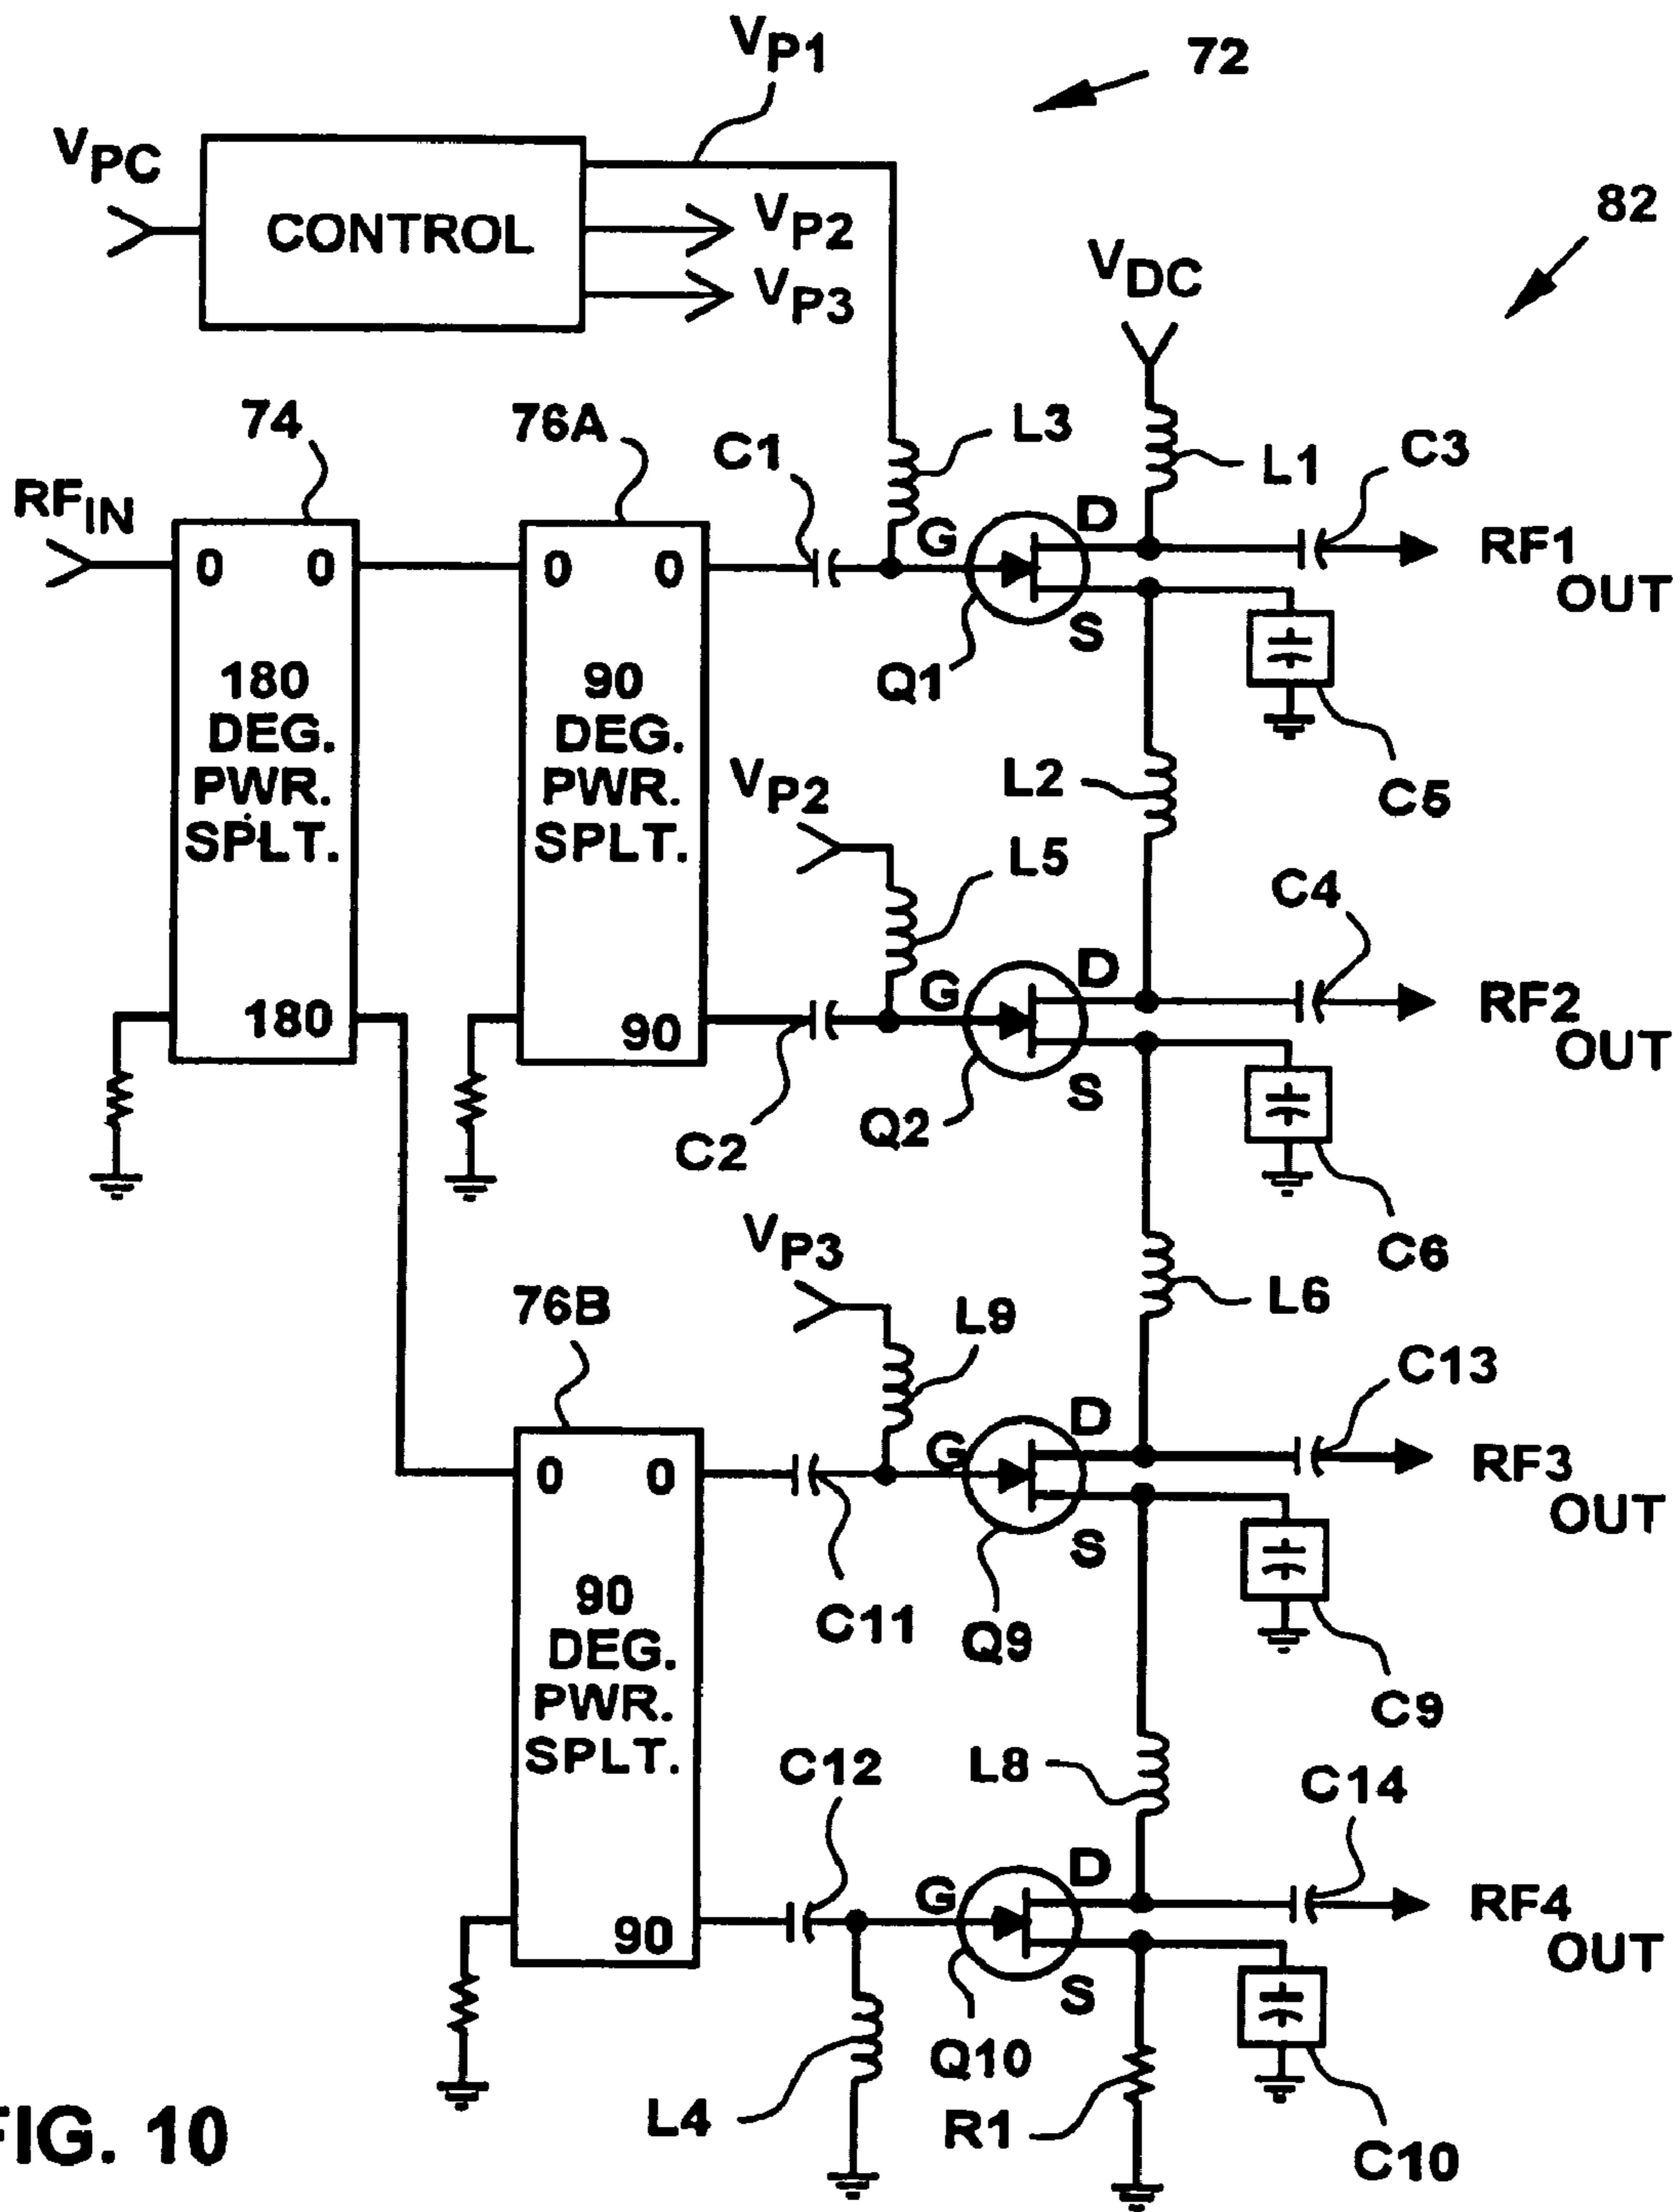 VP1
72
VPC
CONTROL
VP2
VP3
82
VDC
74
76A
C1
L3
L1
C3
RFIN
0 0
0 0
G
D
S
Q1
RF1 OUT
180
DEG.
PWR.
SPLT.
90
DEG.
PWR.
SPLT.
C5
L2
VP2
L5
C4
G
D
S
RF2 OUT
180
90
C2
Q2
C6
VP3
L6
76B
L9
C13
0 0
G
D
S
RF3 OUT
90
DEG.
PWR.
SPLT.
C11
Q9
C9
C12
L8
C14
G
D
S
RF4 OUT
90
Q10
L4
R1
C10
FIG. 10